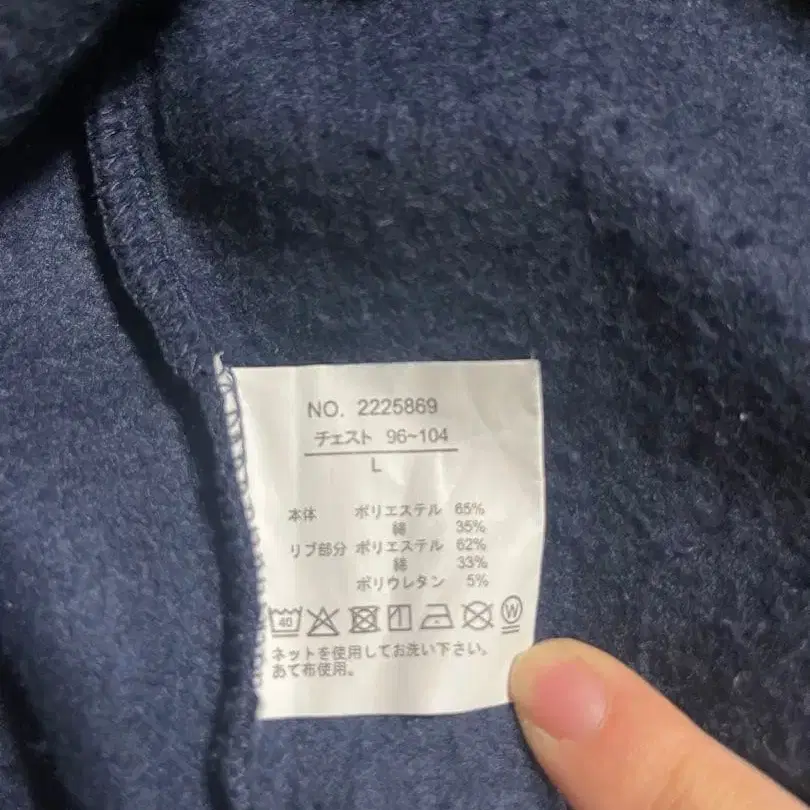 NO. 2225869
チェスト 96~104
L
本体 ポリエステル 65%
綿 35%
リブ部分 ポリエステル 62%
綿 33%
ポリウレタン 5%
40 W
ネットを使用してお洗い下さい。
あて布使用。